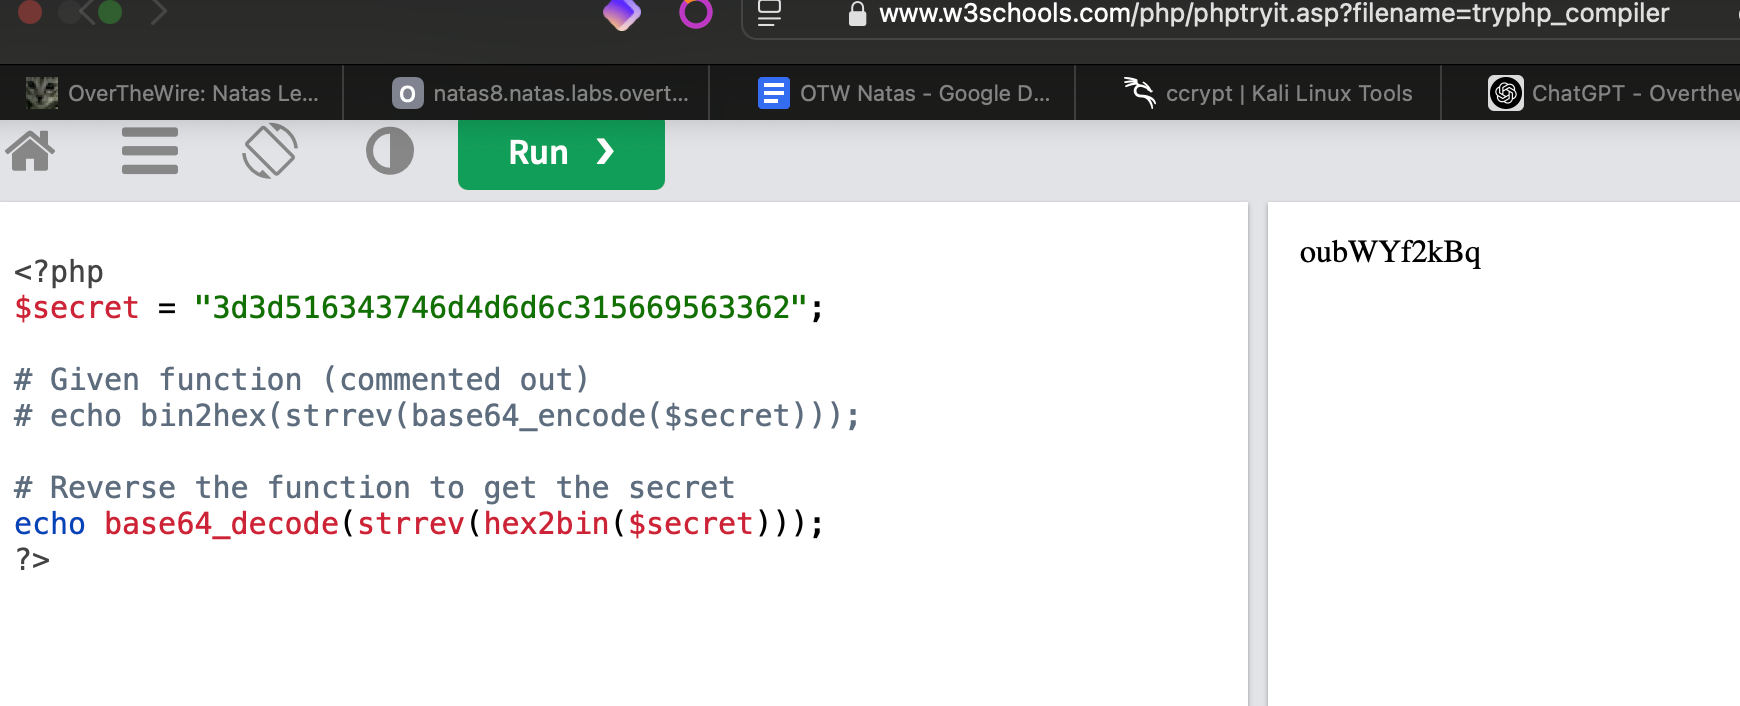 www.w3schools.com/php/phptryit.asp?filename=tryphp_compiler
OverTheWire: Natas Le...
natas8.natas.labs.overt...
OTW Natas - Google D...
ccrypt | Kali Linux Tools
ChatGPT - Overthew
Run ❯
<?php
$secret = "3d3d516343746d4d6d6c315669563362";
# Given function (commented out)
# echo bin2hex(strrev(base64_encode($secret)));
# Reverse the function to get the secret
echo base64_decode(strrev(hex2bin($secret)));
?>
oubWYf2kBq